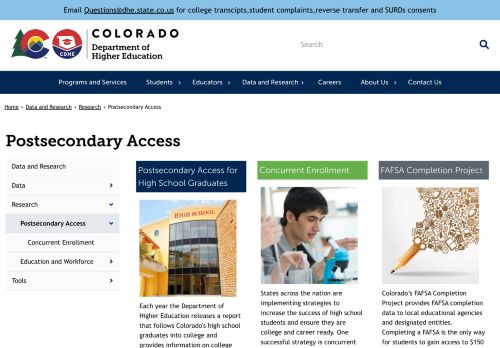 Email Questions@dhe.state.co.us for college transcipts,student complaints,reverse transfer and SURDs consents
CDHE
COLORADO
Department of
Higher Education
Search
Programs and Services
Students
Educators
Data and Research
Careers
About Us
Contact Us
Home › Data and Research › Research › Postsecondary Access
Postsecondary Access
Data and Research
Data
Research
Postsecondary Access
Concurrent Enrollment
Education and Workforce
Tools
Postsecondary Access for
High School Graduates
HIGH SCHOOL
Each year the Department of
Higher Education releases a report
that follows Colorado's high school
graduates into college and
provides information on college
Concurrent Enrollment
States across the nation are
implementing strategies to
increase the success of high school
students and ensure they are
college and career ready. One
successful strategy is concurrent
FAFSA Completion Project
Colorado's FAFSA Completion
Project provides FAFSA completion
data to local educational agencies
and designated entities.
Completing a FAFSA is the only way
for students to gain access to $150